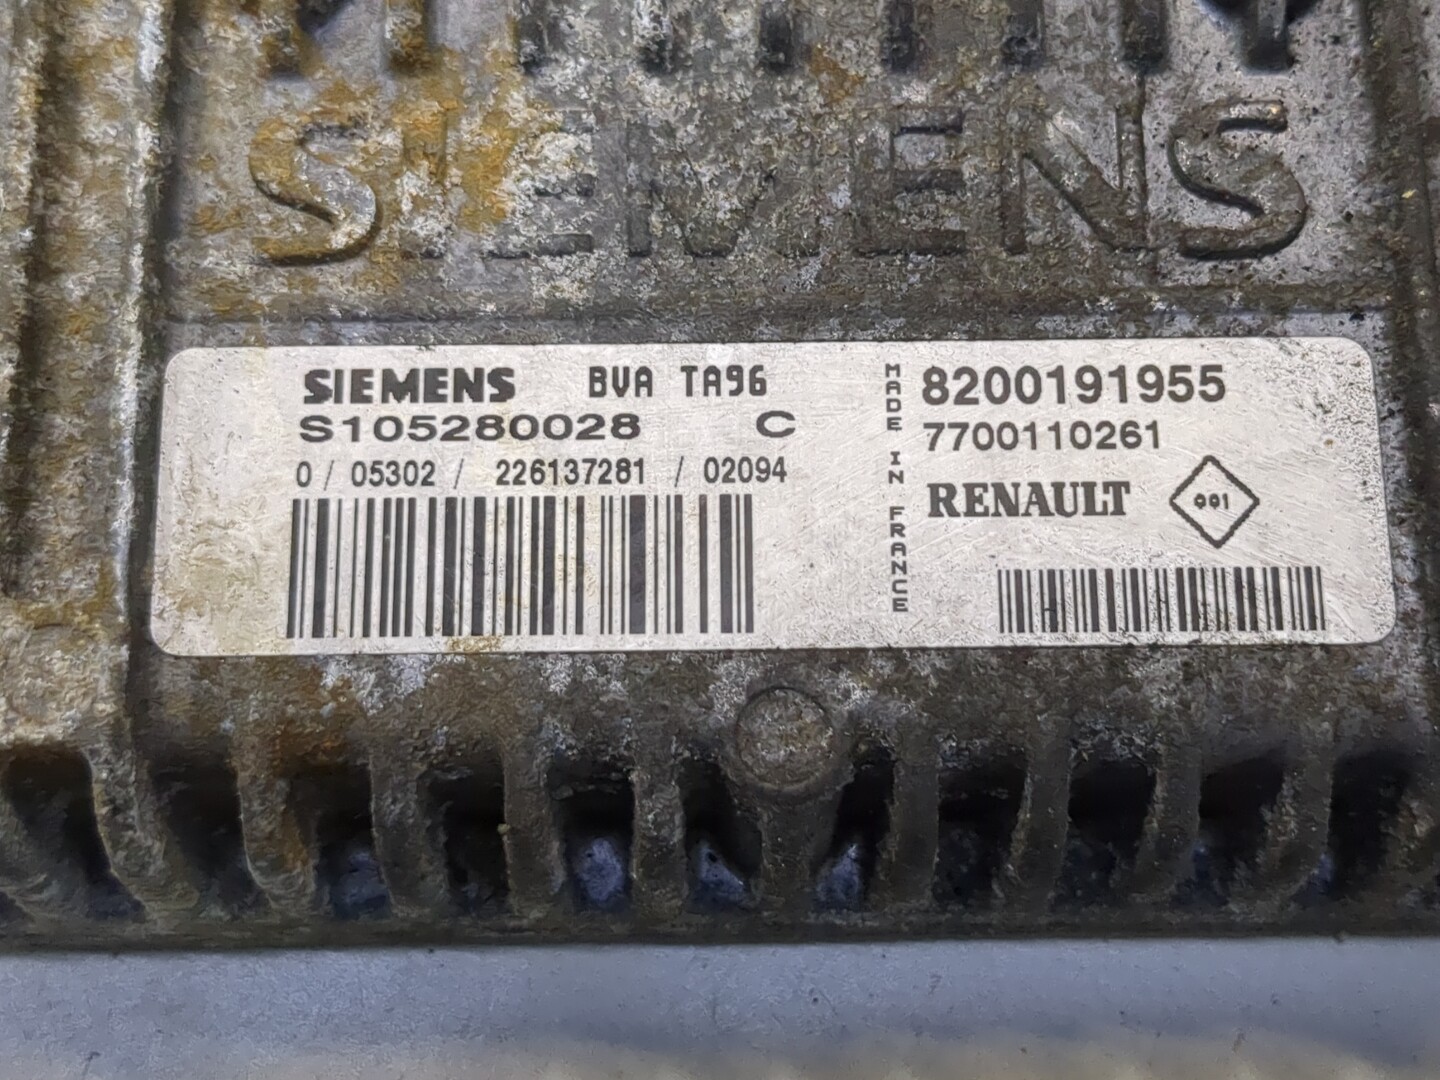 SIEMENS
SIEMENS BVA TA96
S105280028 C
0 / 05302 / 226137281 / 02094
MADE IN FRANCE
8200191955
7700110261
RENAULT 001